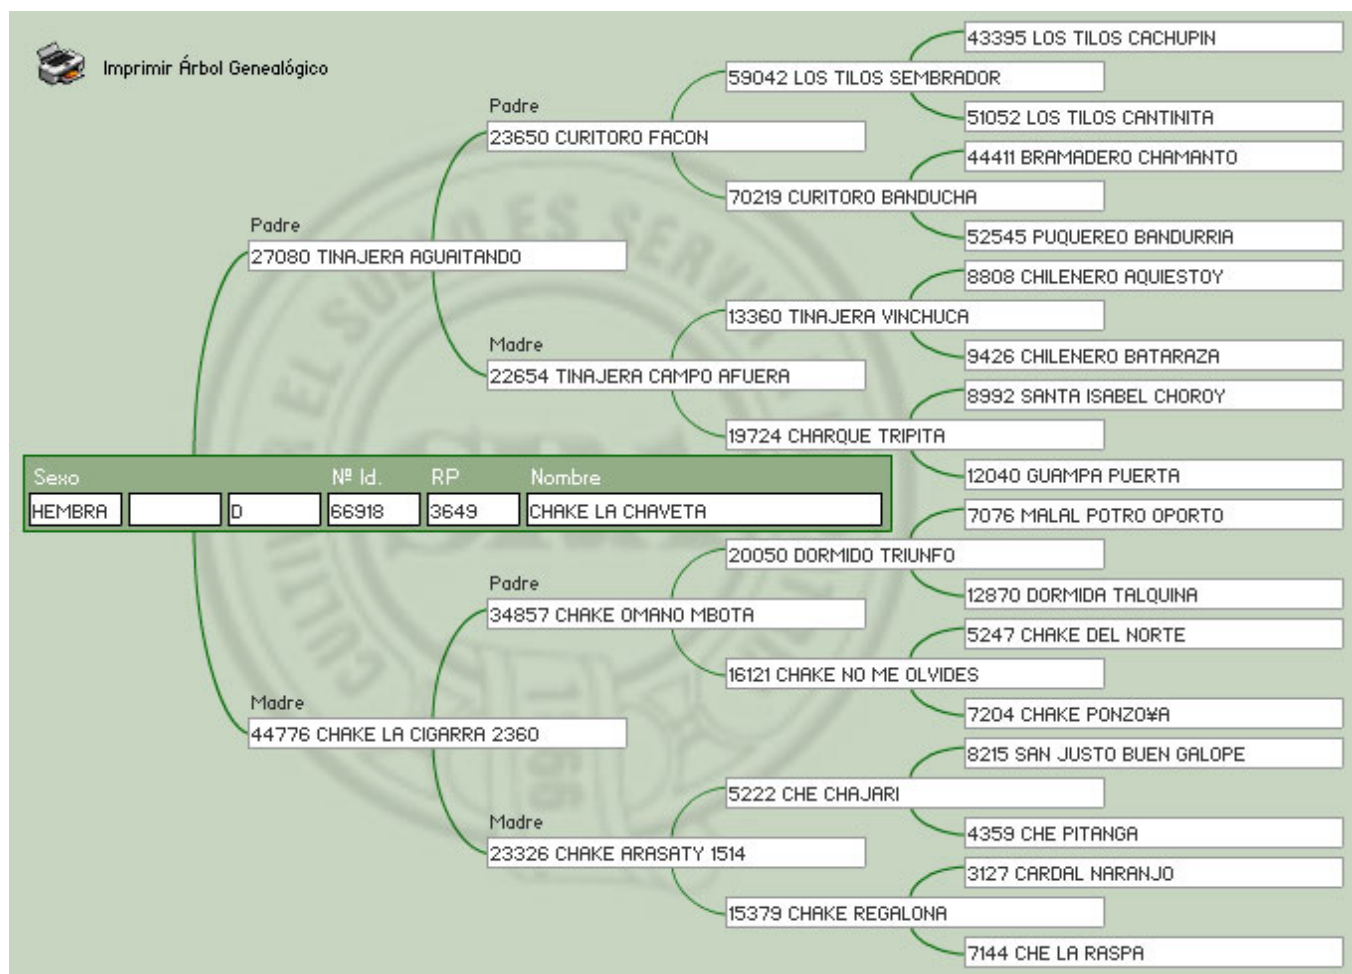 Imprimir Árbol Genealógico
43395 LOS TILOS CACHUPIN
59042 LOS TILOS SEMBRADOR
Padre
51052 LOS TILOS CANTINITA
23650 CURITORO FACON
44411 BRAMADERO CHAMANTO
70219 CURITORO BANDUCHA
Padre
52545 PUQUEREO BANDURRIA
27080 TINAJERA AGUAITANDO
8808 CHILENERO AQUIESTOY
13360 TINAJERA VINCHUCA
Madre
9426 CHILENERO BATARAZA
22654 TINAJERA CAMPO AFUERA
8992 SANTA ISABEL CHOROY
19724 CHARQUE TRIPITA
Sexo Nº Id. RP Nombre
12040 GUAMPA PUERTA
HEMBRA D 66918 3649 CHAKE LA CHAVETA
7076 MALAL POTRO OPORTO
20050 DORMIDO TRIUNFO
Padre
12870 DORMIDA TALQUINA
34857 CHAKE OMANO MBOTA
5247 CHAKE DEL NORTE
16121 CHAKE NO ME OLVIDES
Madre
7204 CHAKE PONZO¥A
44776 CHAKE LA CIGARRA 2360
8215 SAN JUSTO BUEN GALOPE
5222 CHE CHAJARI
Madre
4359 CHE PITANGA
23326 CHAKE ARASATY 1514
3127 CARDAL NARANJO
15379 CHAKE REGALONA
7144 CHE LA RASPA
CULTIVAR EL SUELO ES SERVIR
1866